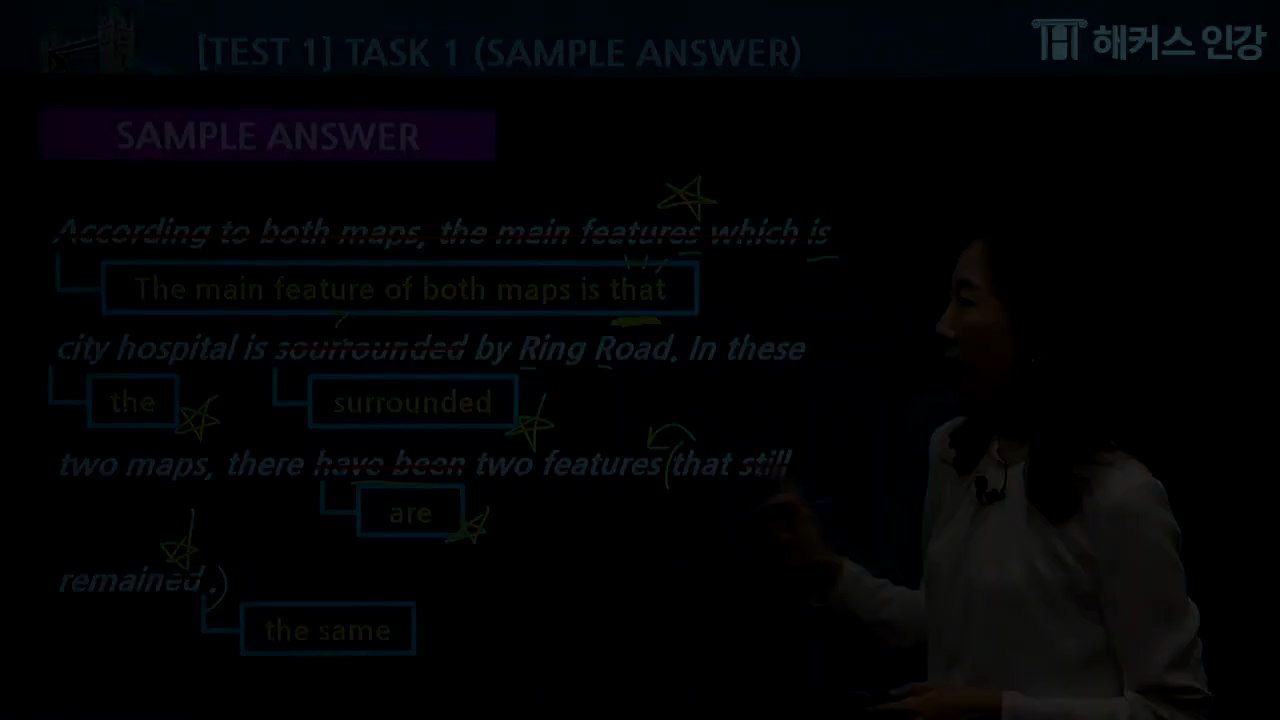 [TEST 1] TASK 1 (SAMPLE ANSWER)
해커스 인강
SAMPLE ANSWER
According to both maps, the main features which is
The main feature of both maps is that
city hospital is sourrounded by Ring Road. In these
the
surrounded
two maps, there have been two features that still
are
remained .
the same